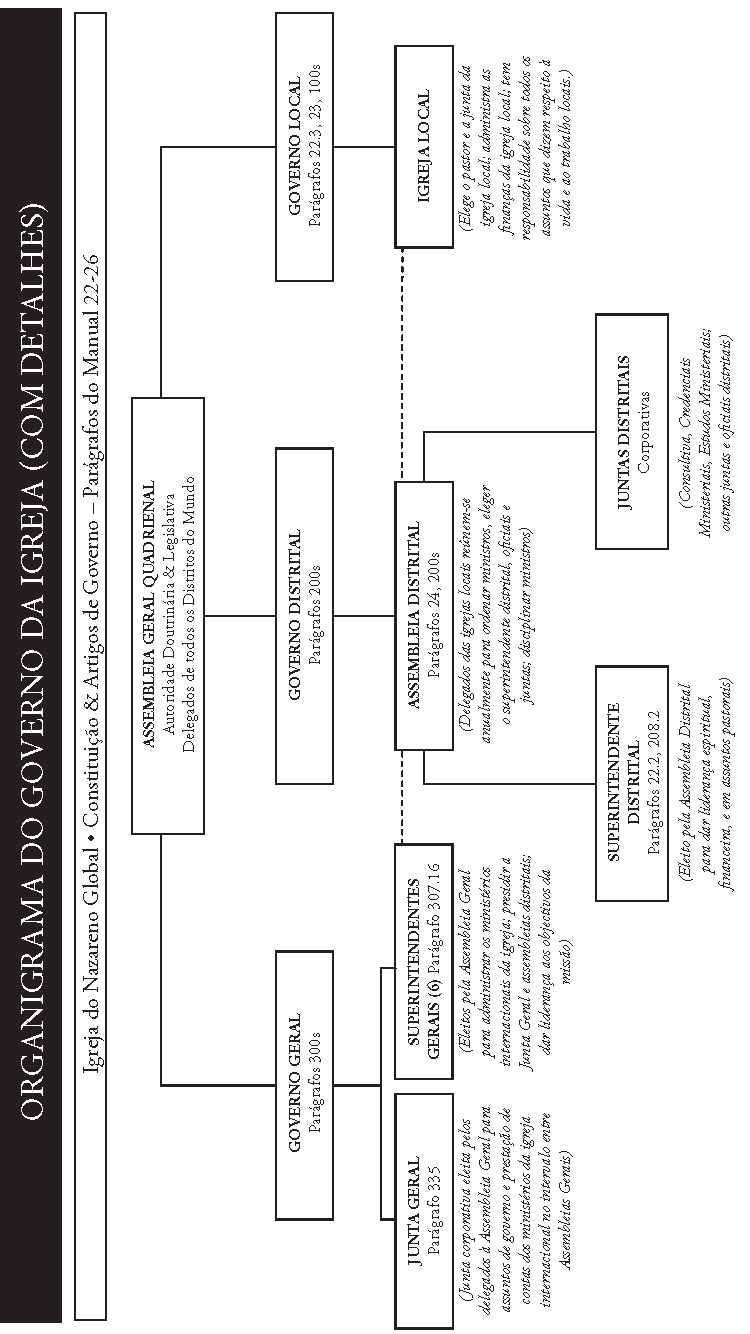 ORGANIGRAMA DO GOVERNO DA IGREJA (COM DETALHES)
Igreja do Nazareno Global • Constituição & Artigos de Governo – Parágrafos do Manual 22-26
ASSEMBLEIA GERAL QUADRIENAL
Autoridade Doutrinária & Legislativa
Delegados de todos os Distritos do Mundo
GOVERNO GERAL
Parágrafos 300s
GOVERNO DISTRITAL
Parágrafos 200s
GOVERNO LOCAL
Parágrafos 22.3, 23, 100s
JUNTA GERAL
Parágrafo 335
(Junta corporativa eleita pelos
delegados à Assembleia Geral para
assuntos de governo e prestação de
contas dos ministérios da igreja
internacional no intervalo entre
Assembleias Gerais)
SUPERINTENDENTES
GERAIS (6) Parágrafo 307.16
(Eleitos pela Assembleia Geral
para administrar os ministérios
internacionais da igreja; presidir a
Junta Geral e assembleias distritais;
dar liderança aos objectivos da
missão)
ASSEMBLEIA DISTRITAL
Parágrafos 24, 200s
(Delegados das igrejas locais reúnem-se
anualmente para ordenar ministros, eleger
o superintendente distrital, oficiais e
juntas; disciplinar ministros)
IGREJA LOCAL
(Elege o pastor e a junta da
igreja local; administra as
finanças da igreja local; tem
responsabilidade sobre todos os
assuntos que dizem respeito à
vida e ao trabalho locais.)
SUPERINTENDENTE
DISTRITAL
Parágrafos 22.2, 208.2
(Eleito pela Assembleia Distrital
para dar liderança espiritual,
financeira, e em assuntos pastorais)
JUNTAS DISTRITAIS
Corporativas
(Consultiva, Credenciais
Ministeriais, Estudos Ministeriais;
outras juntas e oficiais distritais)